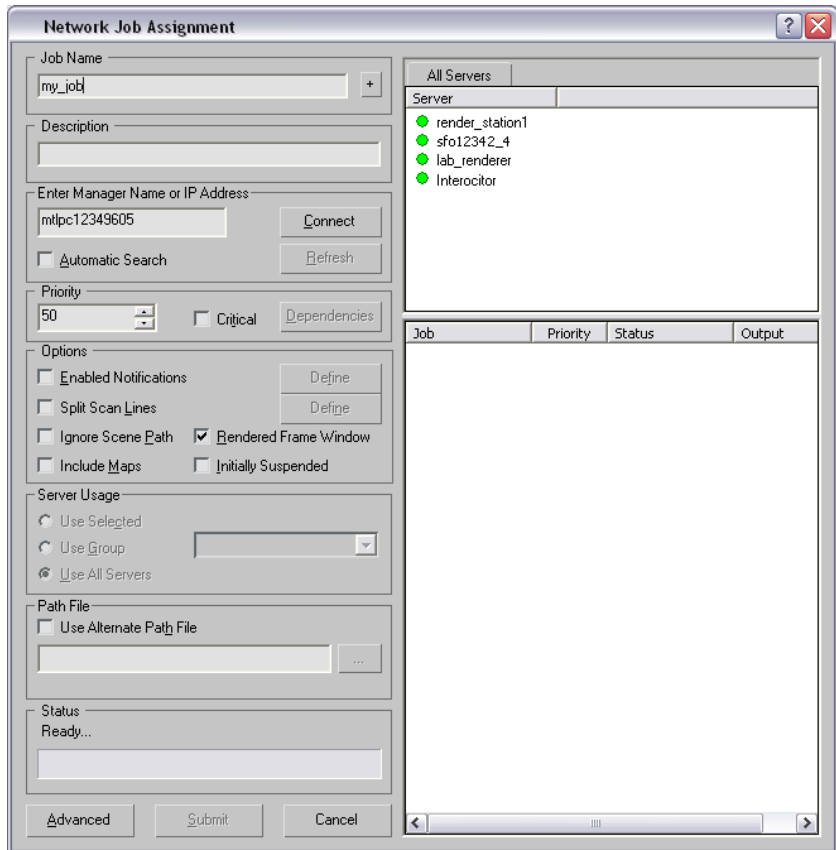 Network Job Assignment
?
Job Name
my_job
+
Description
Enter Manager Name or IP Address
mtlpc12349605
Connect
Automatic Search
Refresh
Priority
50
Critical
Dependencies
Options
Enabled Notifications
Define
Split Scan Lines
Define
Ignore Scene Path
Rendered Frame Window
Include Maps
Initially Suspended
Server Usage
Use Selected
Use Group
Use All Servers
Path File
Use Alternate Path File
...
Status
Ready...
Advanced
Submit
Cancel
All Servers
Server
render_station1
sfo12342_4
lab_renderer
Interocitor
Job Priority Status Output